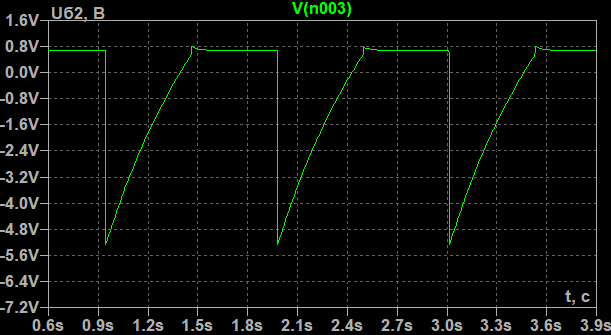 V(n003)
Uб2, В
1.6V
0.8V
0.0V
-0.8V
-1.6V
-2.4V
-3.2V
-4.0V
-4.8V
-5.6V
-6.4V
-7.2V
t, c
0.6s 0.9s 1.2s 1.5s 1.8s 2.1s 2.4s 2.7s 3.0s 3.3s 3.6s 3.9s